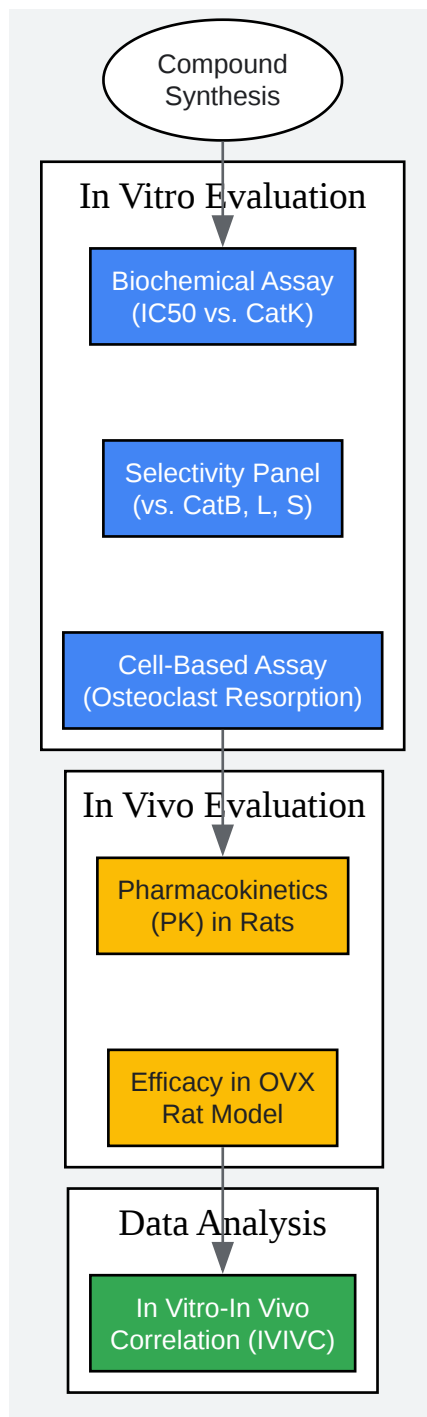 Compound
Synthesis
In Vitro Evaluation
Biochemical Assay
(IC50 vs. CatK)
Selectivity Panel
(vs. CatB, L, S)
Cell-Based Assay
(Osteoclast Resorption)
In Vivo Evaluation
Pharmacokinetics
(PK) in Rats
Efficacy in OVX
Rat Model
Data Analysis
In Vitro-In Vivo
Correlation (IVIVC)